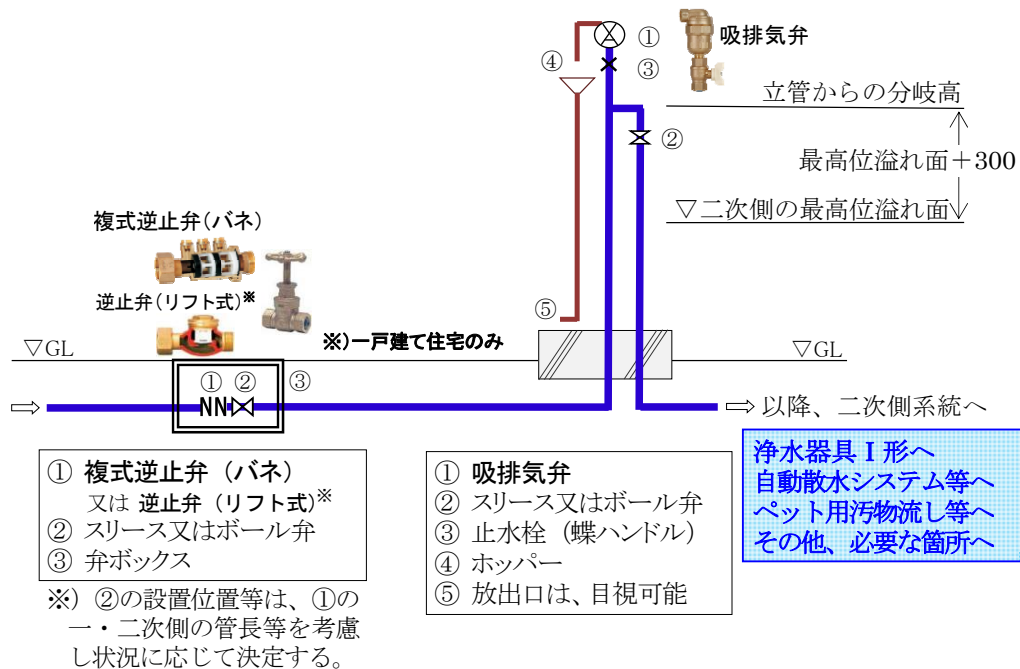 ④
①
吸排気弁
③
立管からの分岐高
②
最高位溢れ面+300
▽二次側の最高位溢れ面
複式逆止弁(バネ)
逆止弁(リフト式)※
⑤
※)一戸建て住宅のみ
▽GL
▽GL
① ② ③
NN
⇨
⇨ 以降、二次側系統へ
① 複式逆止弁 (バネ)
又は 逆止弁 (リフト式)※
② スリース又はボール弁
③ 弁ボックス
※) ②の設置位置等は、①の
一・二次側の管長等を考慮
し状況に応じて決定する。
① 吸排気弁
② スリース又はボール弁
③ 止水栓 (蝶ハンドル)
④ ホッパー
⑤ 放出口は、目視可能
浄水器具Ⅰ形へ
自動散水システム等へ
ペット用汚物流し等へ
その他、必要な箇所へ